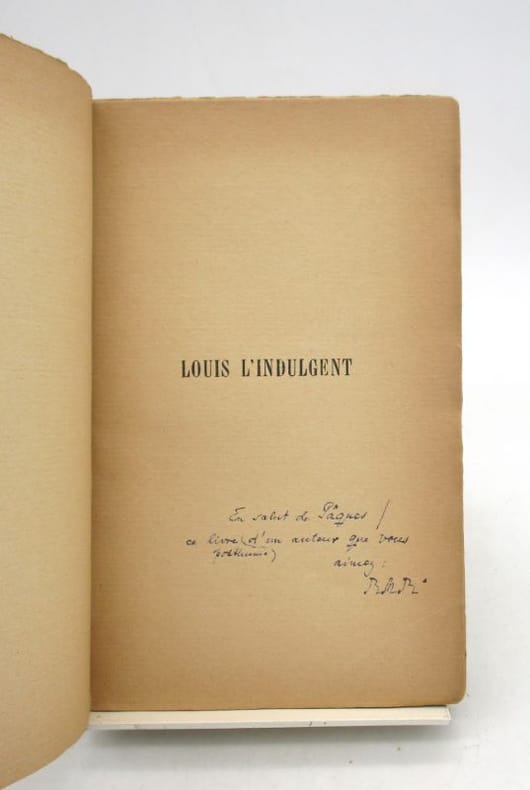 LOUIS L'INDULGENT
En salut de Pâques /
ce livre (d'un auteur que vous
posthume) aimez :